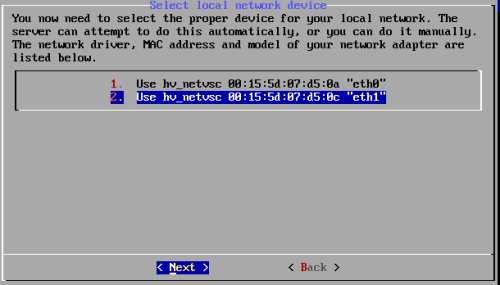 Select local network device
You now need to select the proper device for your local network. The
server can attempt to do this automatically, or you can do it manually.
The network driver, MAC address and model of your network adapter are
listed below.
1. Use hv_netvsc 00:15:5d:07:d5:0a "eth0"
2. Use hv_netvsc 00:15:5d:07:d5:0c "eth1"
< Next > < Back >